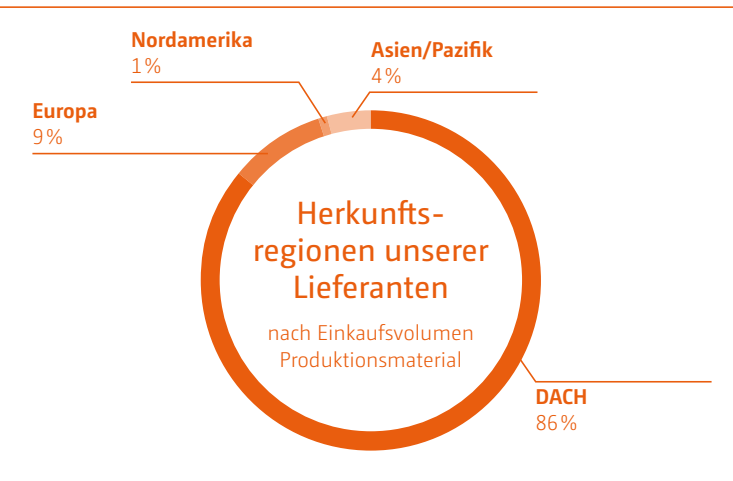 Nordamerika
1%
Asien/Pazifik
4%
Europa
9%
Herkunfts-
regionen unserer
Lieferanten
nach Einkaufsvolumen
Produktionsmaterial
DACH
86%